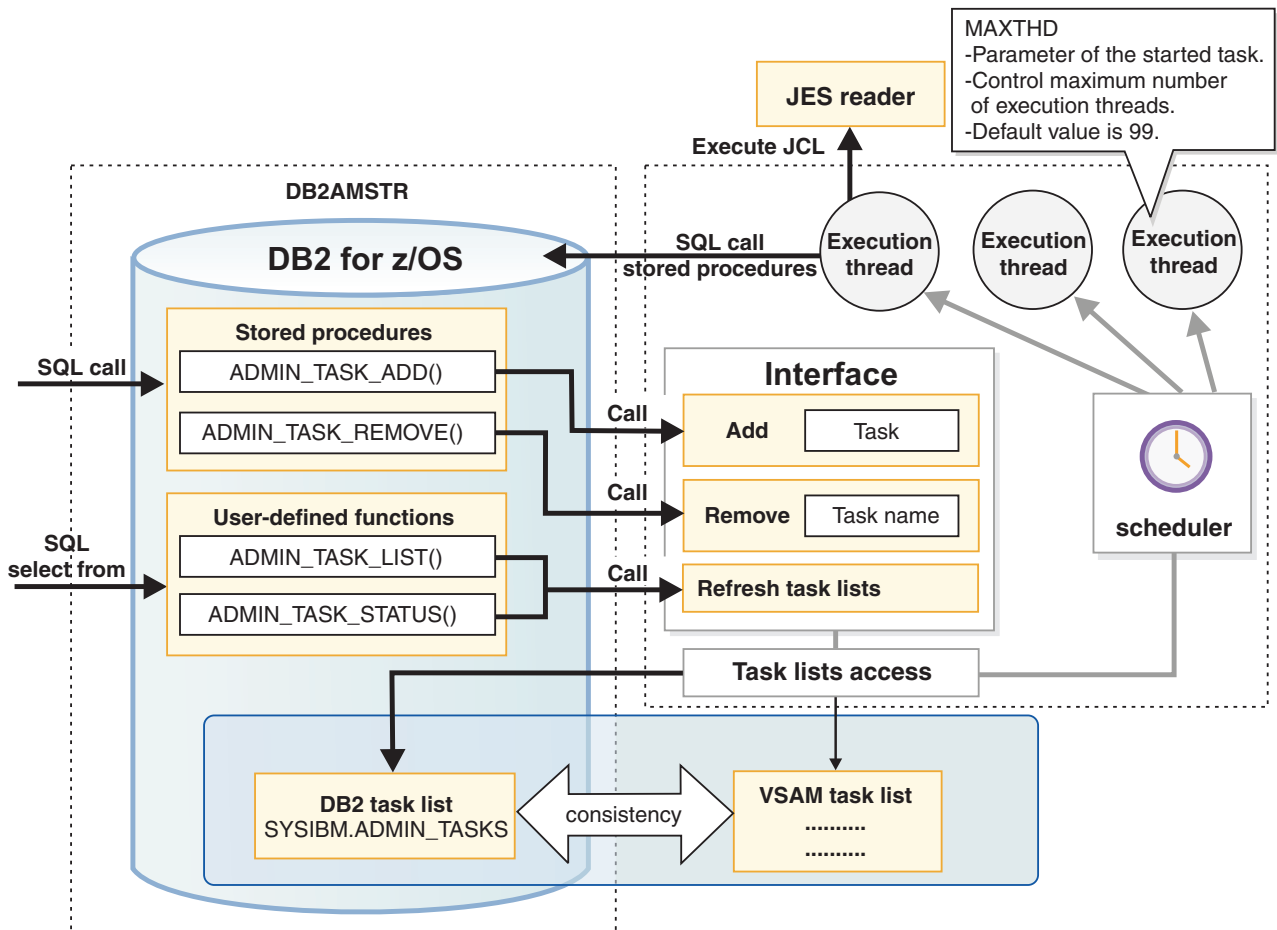 MAXTHD
-Parameter of the started task.
-Control maximum number
of execution threads.
-Default value is 99.
JES reader
Execute JCL
DB2AMSTR
DB2 for z/OS
SQL call
stored procedures
Execution
thread
Execution
thread
Execution
thread
Stored procedures
SQL call
ADMIN_TASK_ADD()
ADMIN_TASK_REMOVE()
User-defined functions
SQL
select from
ADMIN_TASK_LIST()
ADMIN_TASK_STATUS()
Call
Call
Call
Interface
Add
Task
Remove
Task name
Refresh task lists
scheduler
Task lists access
DB2 task list
SYSIBM.ADMIN_TASKS
consistency
VSAM task list
..........
..........